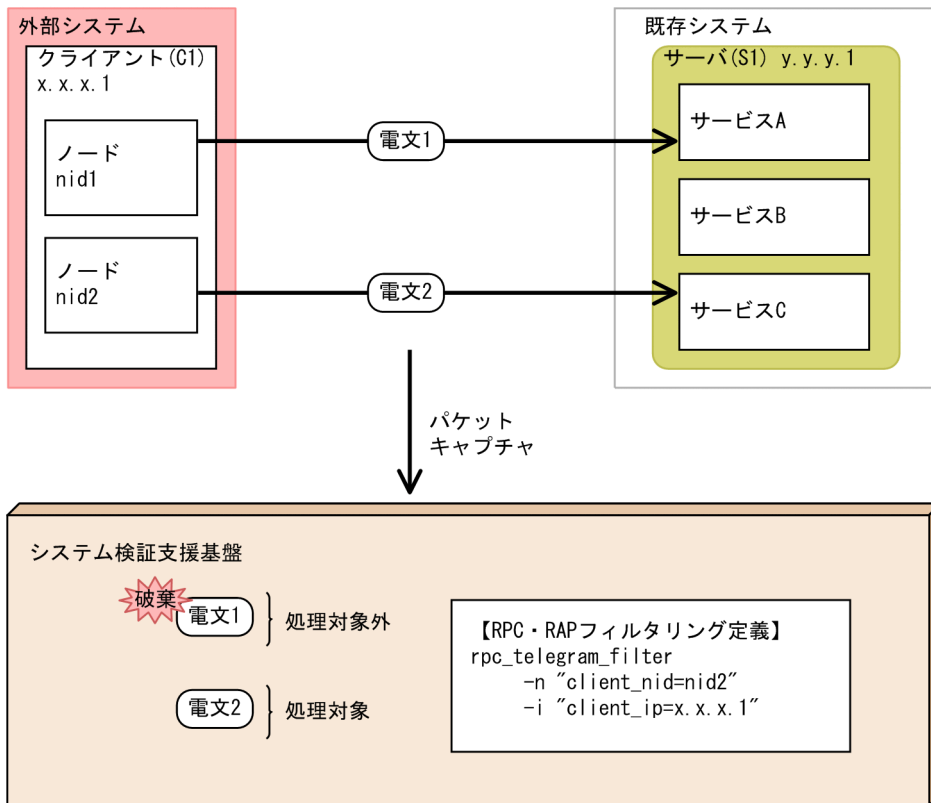 外部システム
クライアント(C1)
x.x.x.1
ノード
nid1
ノード
nid2
電文1
電文2
既存システム
サーバ(S1) y.y.y.1
サービスA
サービスB
サービスC
パケット
キャプチャ
システム検証支援基盤
破棄
電文1
処理対象外
電文2
処理対象
【RPC・RAPフィルタリング定義】
rpc_telegram_filter
-n "client_nid=nid2"
-i "client_ip=x.x.x.1"